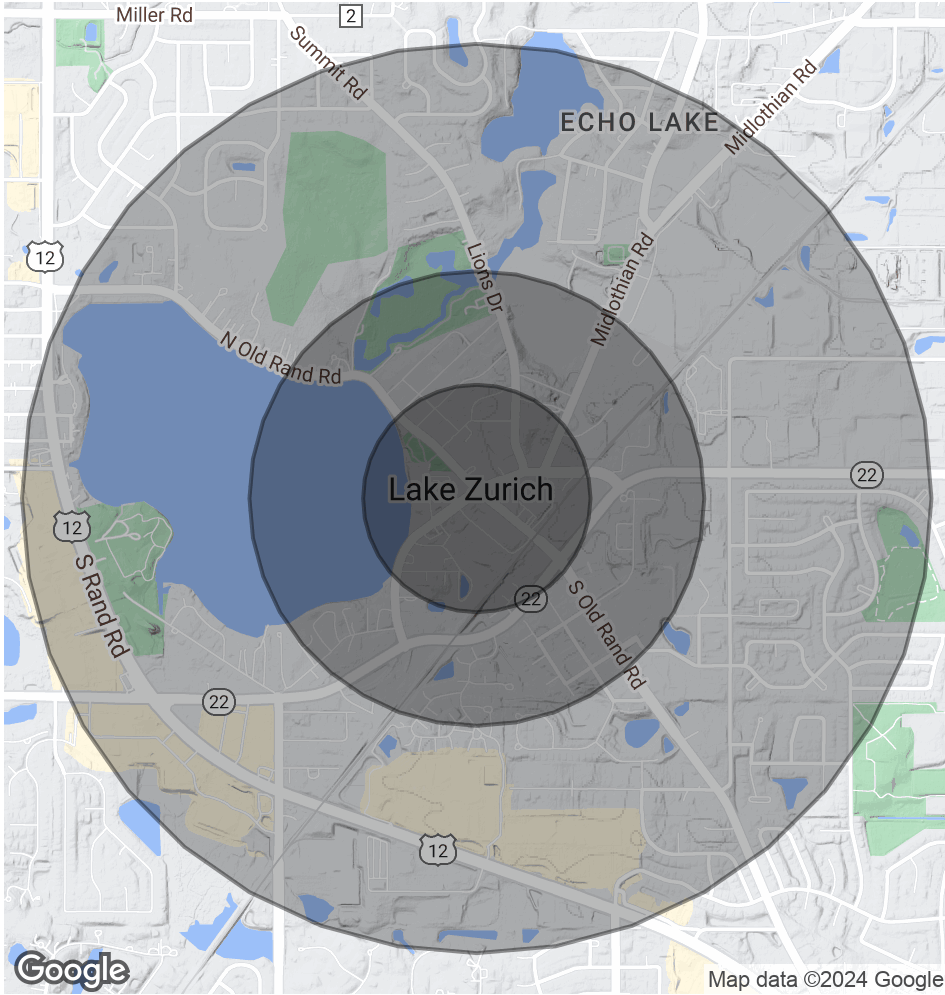 Miller Rd
2
Summit Rd
ECHO LAKE
Midlothian Rd
12
Lions Dr
Midlothian Rd
N Old Rand Rd
22
Lake Zurich
12
S Rand Rd
22
S Old Rand Rd
22
12
Google
Map data ©2024 Google